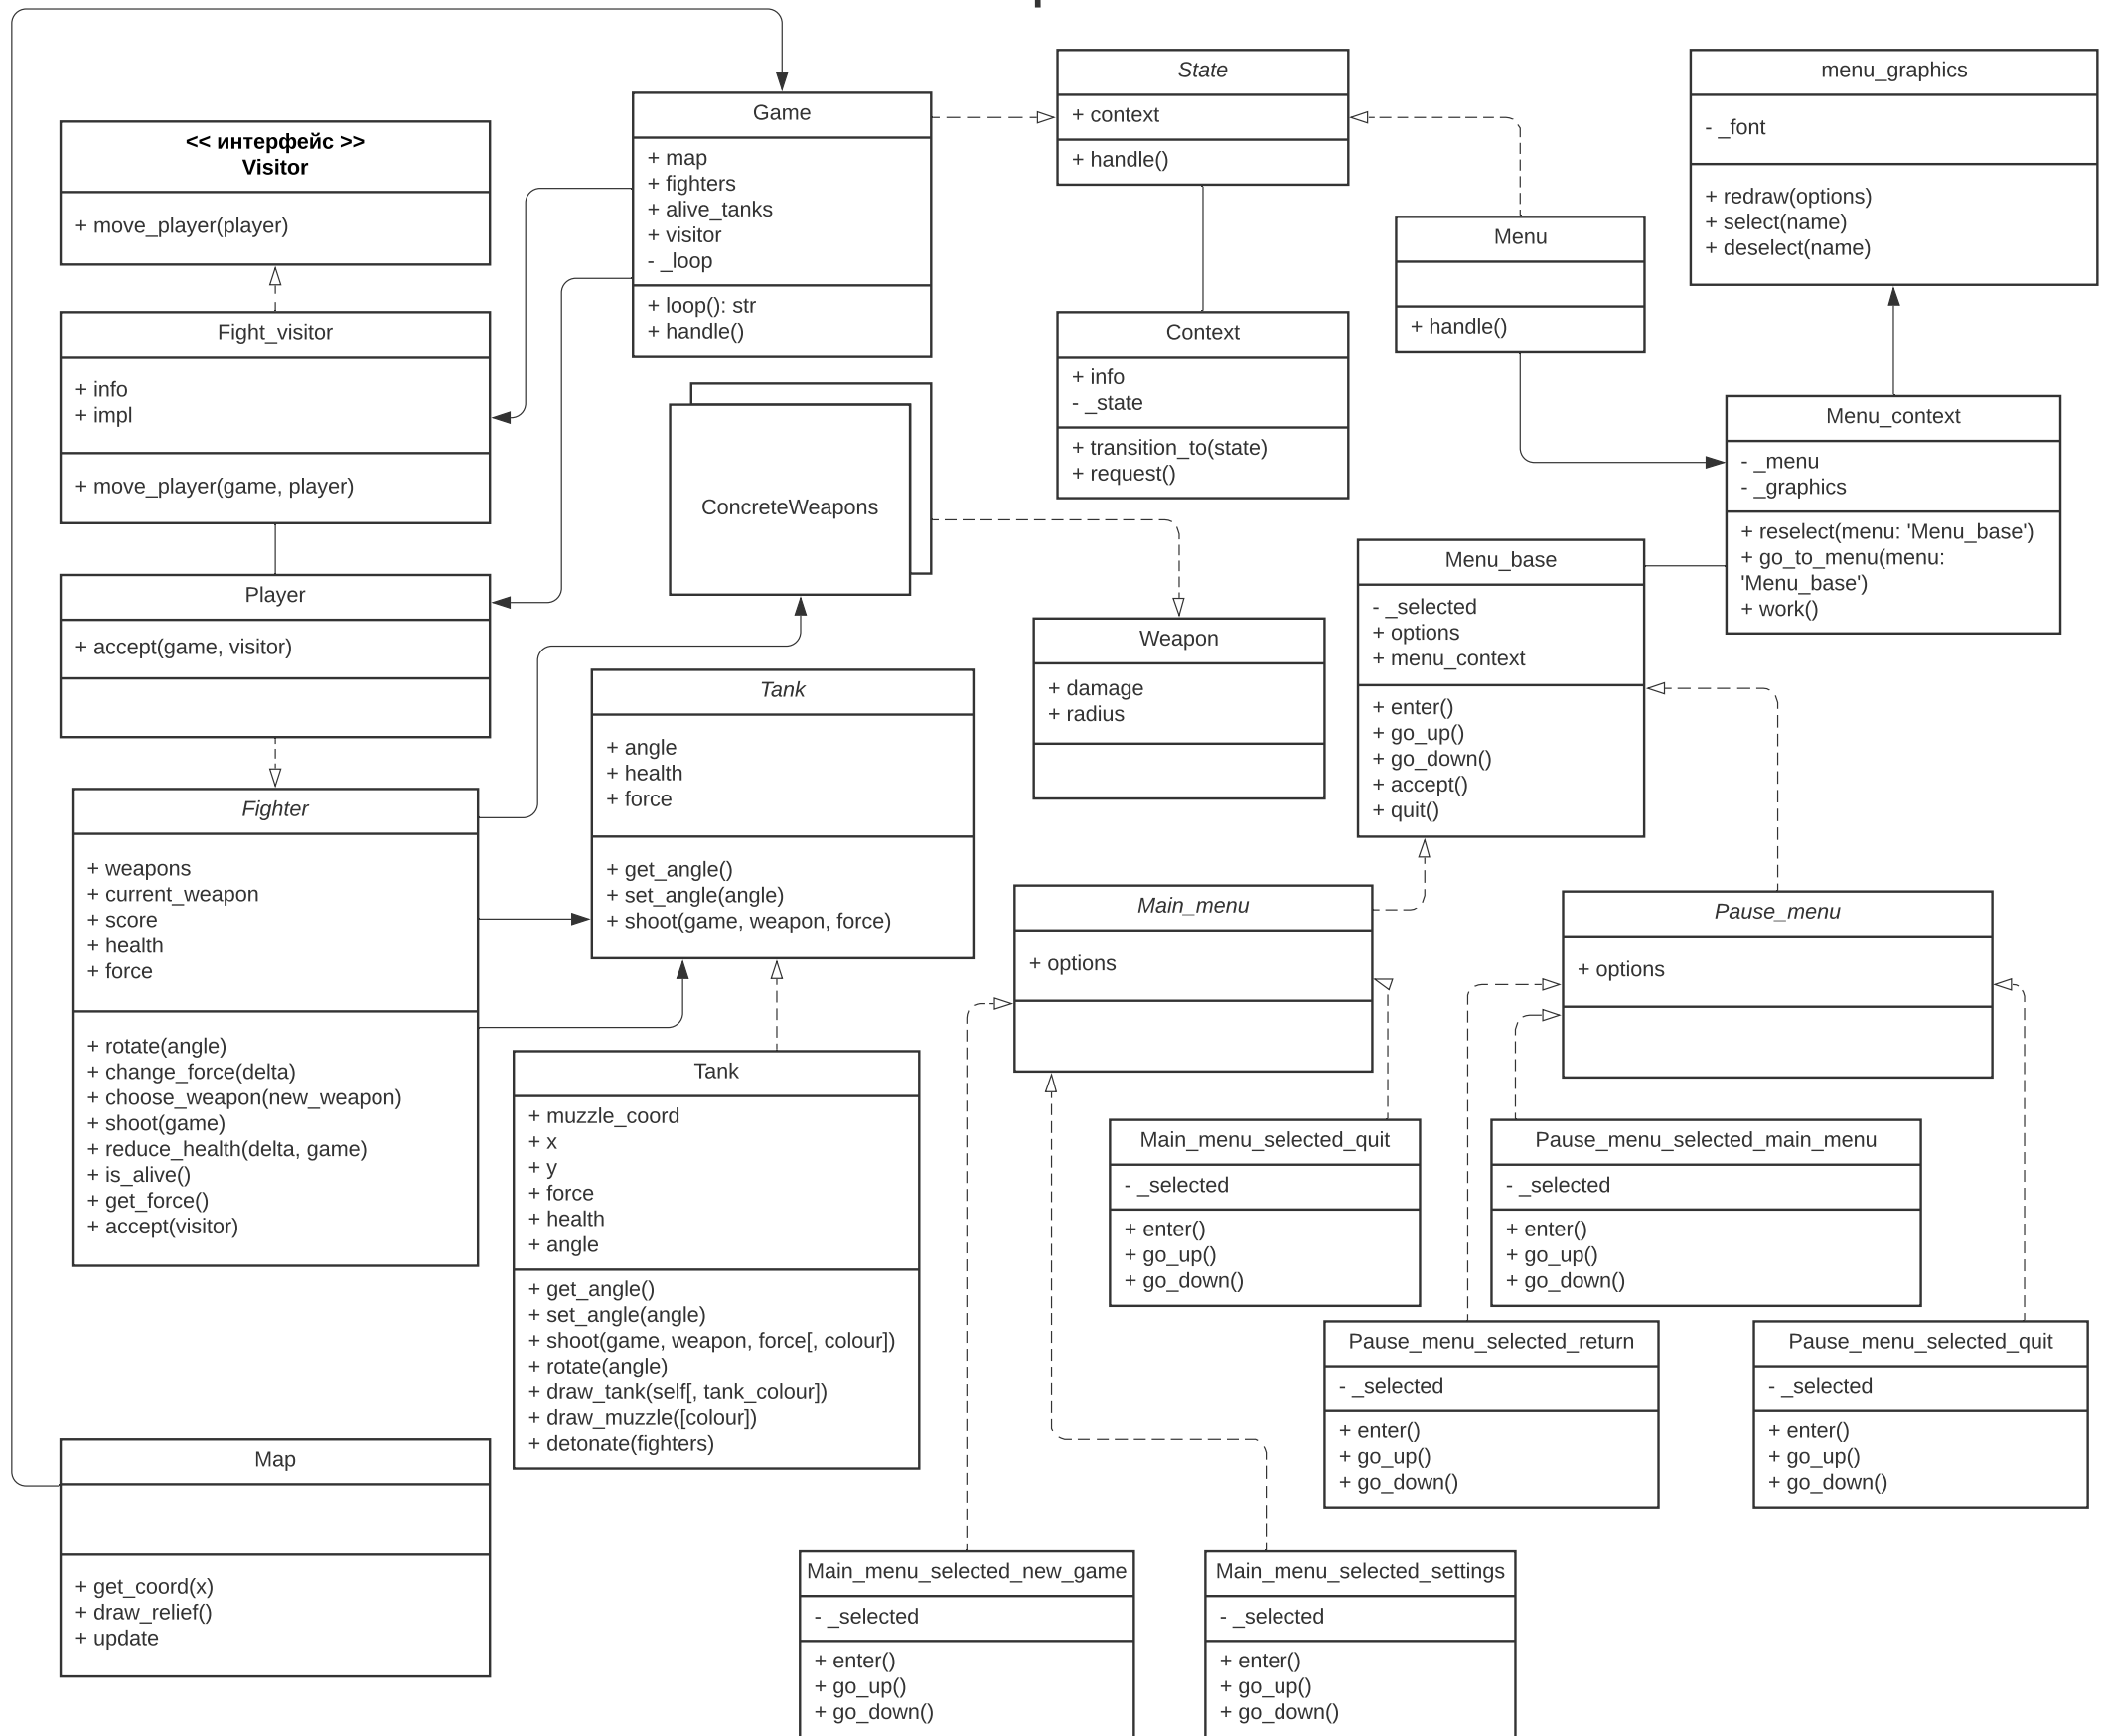 << интерфейс >>
Visitor
+ move_player(player)
Fight_visitor
+ info
+ impl
+ move_player(game, player)
Player
+ accept(game, visitor)
Fighter
+ weapons
+ current_weapon
+ score
+ health
+ force
+ rotate(angle)
+ change_force(delta)
+ choose_weapon(new_weapon)
+ shoot(game)
+ reduce_health(delta, game)
+ is_alive()
+ get_force()
+ accept(visitor)
Map
+ get_coord(x)
+ draw_relief()
+ update
Game
+ map
+ fighters
+ alive_tanks
+ visitor
- _loop
+ loop(): str
+ handle()
ConcreteWeapons
Tank
+ angle
+ health
+ force
+ get_angle()
+ set_angle(angle)
+ shoot(game, weapon, force)
Tank
+ muzzle_coord
+ x
+ y
+ force
+ health
+ angle
+ get_angle()
+ set_angle(angle)
+ shoot(game, weapon, force[, colour])
+ rotate(angle)
+ draw_tank(self[, tank_colour])
+ draw_muzzle([colour])
+ detonate(fighters)
State
+ context
+ handle()
Context
+ info
- _state
+ transition_to(state)
+ request()
Weapon
+ damage
+ radius
Menu
+ handle()
menu_graphics
- _font
+ redraw(options)
+ select(name)
+ deselect(name)
Menu_context
- _menu
- _graphics
+ reselect(menu: 'Menu_base')
+ go_to_menu(menu:
'Menu_base')
+ work()
Menu_base
- _selected
+ options
+ menu_context
+ enter()
+ go_up()
+ go_down()
+ accept()
+ quit()
Main_menu
+ options
Pause_menu
+ options
Main_menu_selected_quit
- _selected
+ enter()
+ go_up()
+ go_down()
Pause_menu_selected_main_menu
- _selected
+ enter()
+ go_up()
+ go_down()
Pause_menu_selected_return
- _selected
+ enter()
+ go_up()
+ go_down()
Pause_menu_selected_quit
- _selected
+ enter()
+ go_up()
+ go_down()
Main_menu_selected_new_game
- _selected
+ enter()
+ go_up()
+ go_down()
Main_menu_selected_settings
- _selected
+ enter()
+ go_up()
+ go_down()